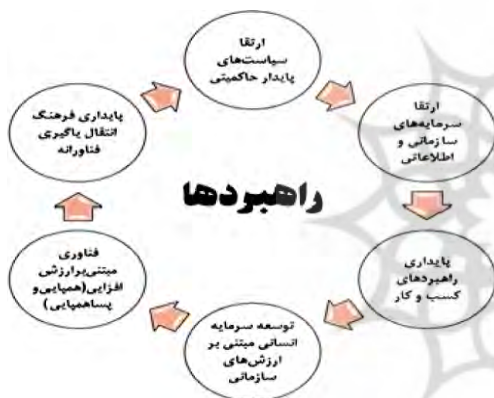 ارتقا
سیاست‌های
پایدار حاکمیتی
ارتقا
سرمایه‌های
سازمانی و
اطلاعاتی
پایداری
راهبردهای
کسب و کار
توسعه سرمایه
انسانی مبتنی بر
ارزش‌های
سازمانی
فناوری
مبتنی‌برارزش
افزایی(همپایی‌و
پساهمپایی)
پایداری فرهنگ
انتقال یاگیری
فناورانه
راهبردها